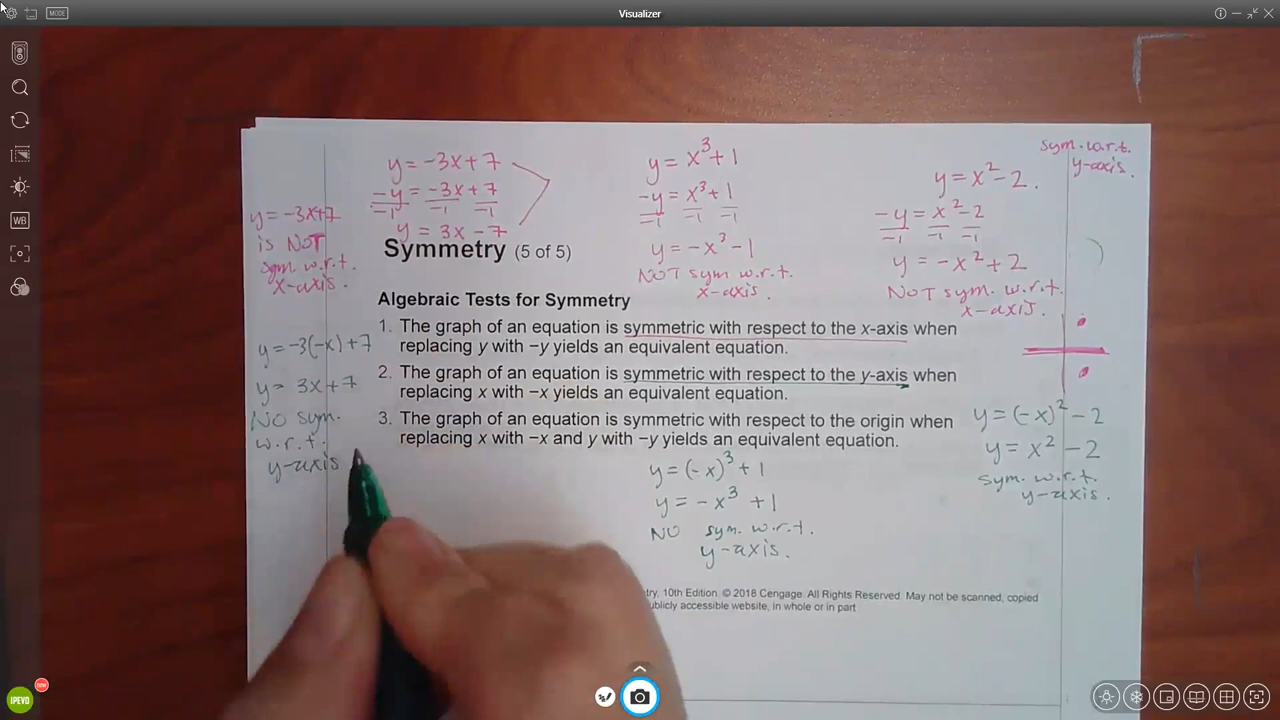 MODE
Visualizer
y = -3x + 7
-y = -3x + 7
-1 -1 -1
y = 3x - 7
y = -3x+7
is NOT
sym w.r.t.
x-axis.
y = x³ + 1
-y = x³ + 1
-1 -1 -1
y = -x³ - 1
NOT sym w.r.t.
x-axis.
y = x² - 2.
-y = x² - 2
-1 -1 -1
y = -x² + 2
NOT sym. w.r.t.
x-axis.
sym. w.r.t.
y-axis.
Symmetry (5 of 5)
Algebraic Tests for Symmetry
1. The graph of an equation is symmetric with respect to the x-axis when
replacing y with −y yields an equivalent equation.
2. The graph of an equation is symmetric with respect to the y-axis when
replacing x with −x yields an equivalent equation.
3. The graph of an equation is symmetric with respect to the origin when
replacing x with −x and y with −y yields an equivalent equation.
y = -3(-x) + 7
y = 3x + 7
NO sym.
w.r.t.
y-axis
y = (-x)³ + 1
y = -x³ + 1
NO sym. w.r.t.
y-axis.
y = (-x)² - 2
y = x² - 2
sym. w.r.t.
y-axis.
10th Edition. © 2018 Cengage. All Rights Reserved. May not be scanned, copied
accessible website, in whole or in part
WB
IPEVO
new